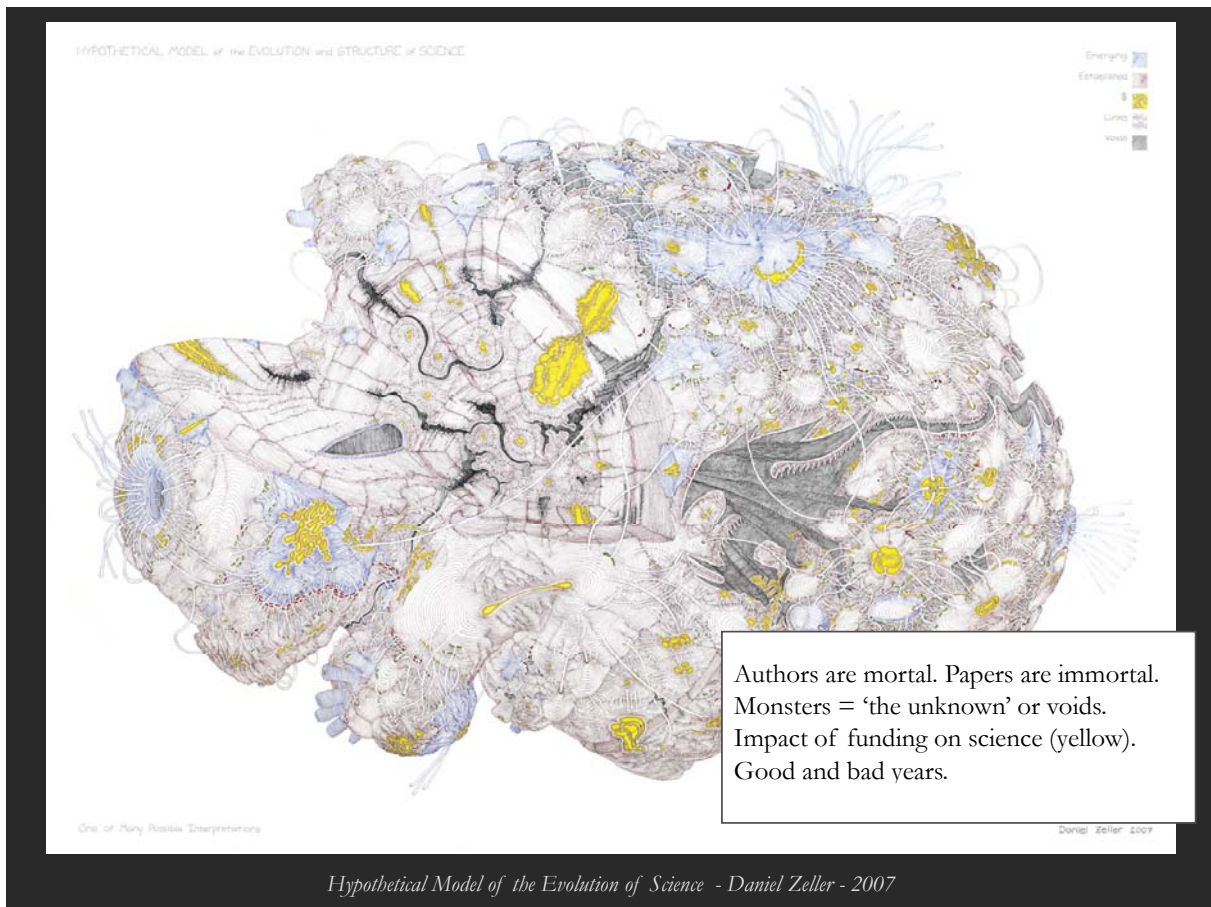 HYPOTHETICAL MODEL of the EVOLUTION and STRUCTURE of SCIENCE
Emerging
Established
$
Links
Voids
Authors are mortal. Papers are immortal.
Monsters = ‘the unknown’ or voids.
Impact of funding on science (yellow).
Good and bad years.
One of Many Possible Interpretations
Daniel Zeller 2007
Hypothetical Model of the Evolution of Science - Daniel Zeller - 2007